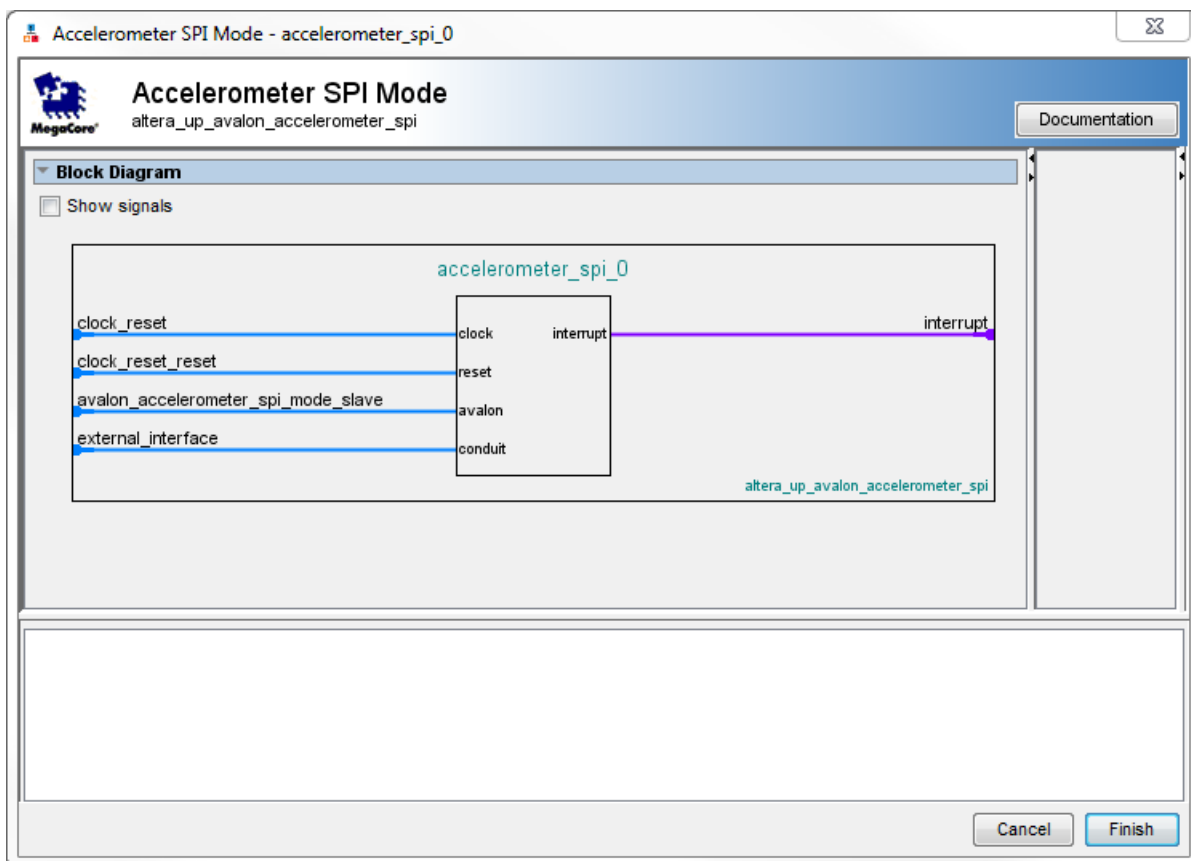 Accelerometer SPI Mode - accelerometer_spi_0
Accelerometer SPI Mode
altera_up_avalon_accelerometer_spi
MegaCore®
Documentation
Block Diagram
Show signals
accelerometer_spi_0
clock_reset
clock
interrupt
interrupt
clock_reset_reset
reset
avalon_accelerometer_spi_mode_slave
avalon
external_interface
conduit
altera_up_avalon_accelerometer_spi
Cancel
Finish